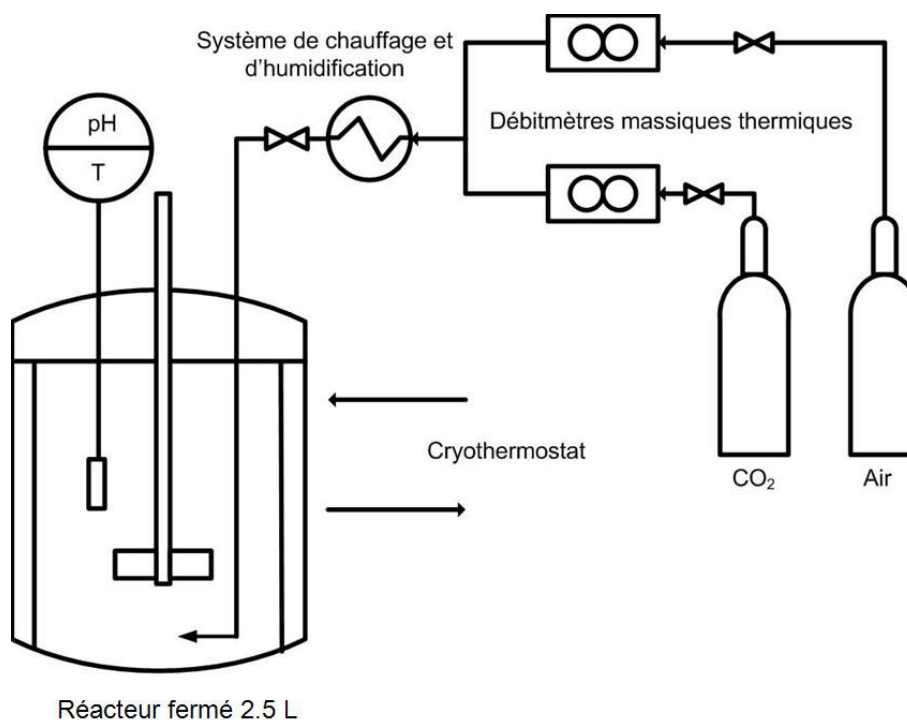 Système de chauffage et
d'humidification
pH
T
Débitmètres massiques thermiques
Cryothermostat
CO₂
Air
Réacteur fermé 2.5 L